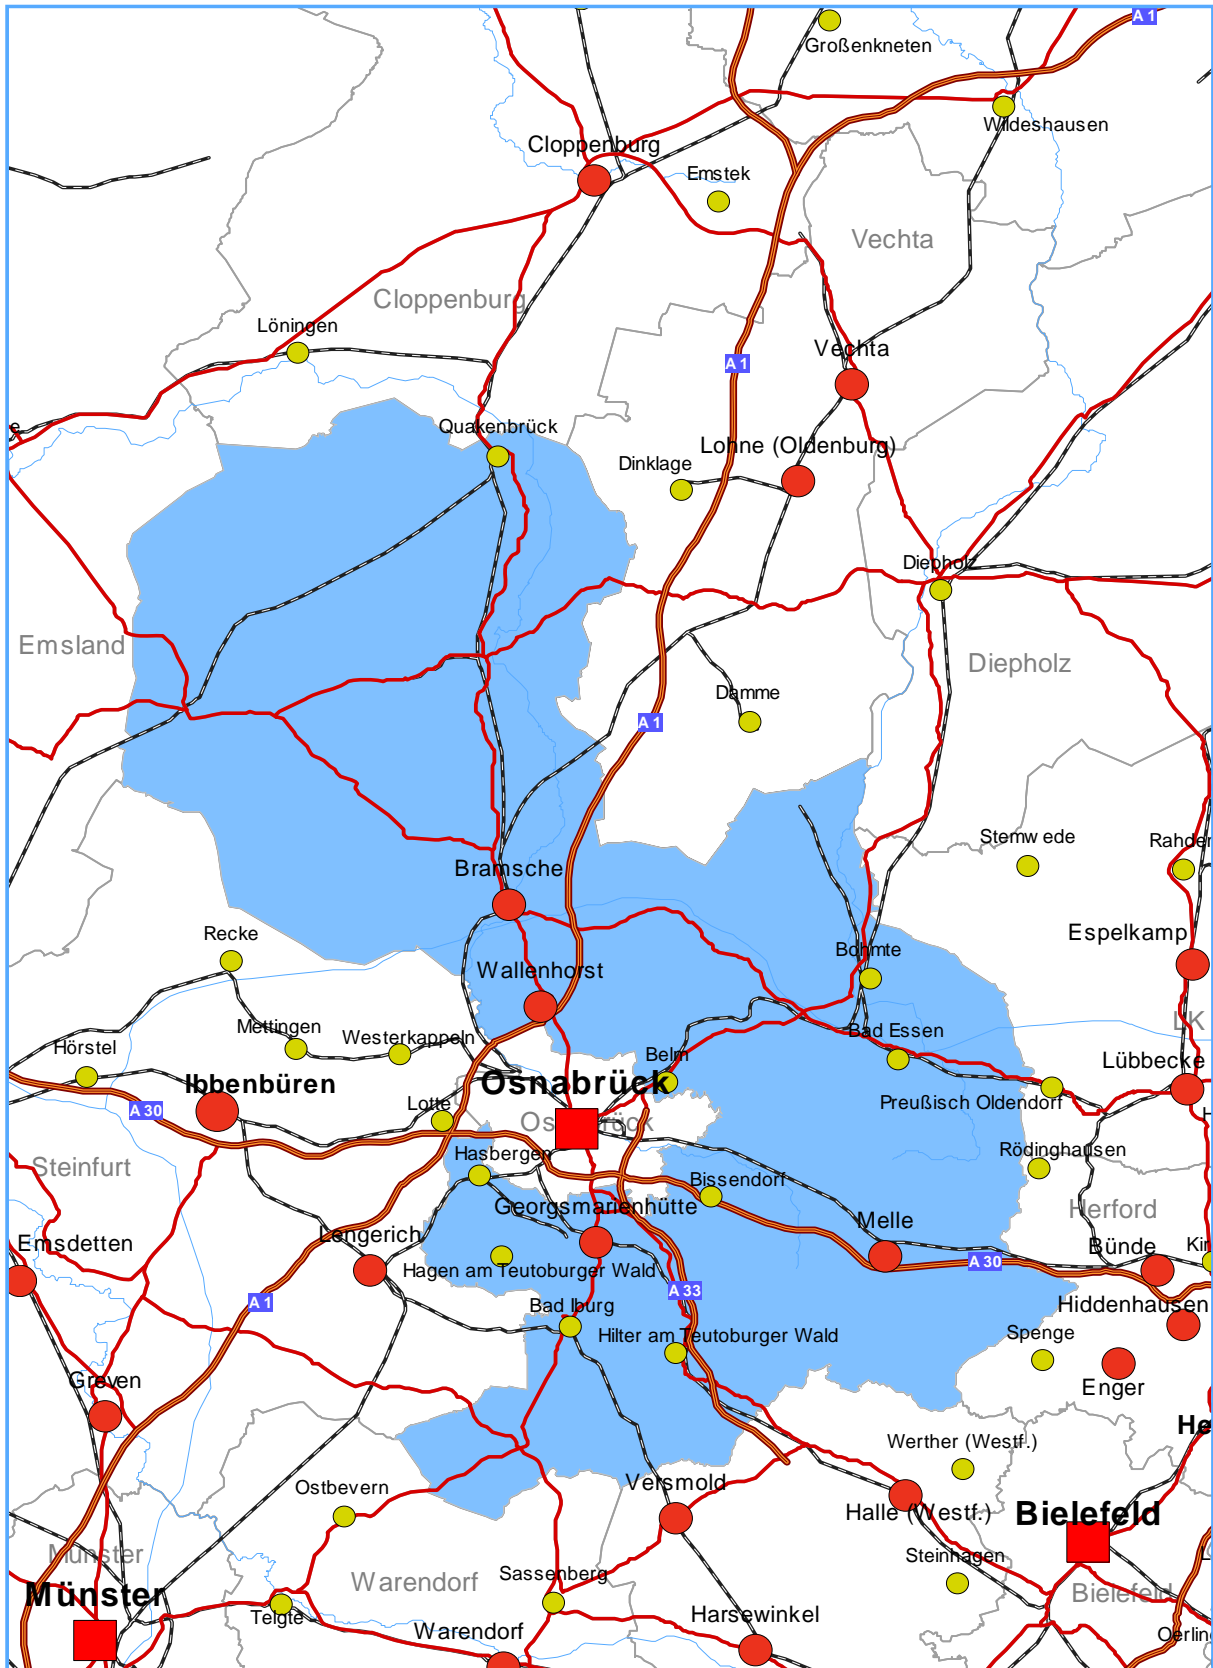 A 1
Großenkneten
Wildeshausen
Cloppenburg
Emstek
Vechta
Cloppenburg
Löningen
Vechta
A 1
e
Quakenbrück
Lohne (Oldenburg)
Dinklage
Diepholz
Emsland
Diepholz
Damme
A 1
Stemwede
Rahden
Bramsche
Recke
Espelkamp
Bohmte
Wallenhorst
LK
Mettingen
Westerkappeln
Bad Essen
Hörstel
Belm
Lübbecke
Ibbenbüren
Osnabrück
Preußisch Oldendorf
A 30
Lotte
Osnabrück
H
Hasbergen
Rödinghausen
Steinfurt
Bissendorf
Georgsmarienhütte
Herford
Melle
Emsdetten
Lengerich
Bünde
Kir
Hagen am Teutoburger Wald
A 30
A 33
A 1
Bad Iburg
Hiddenhausen
Hilter am Teutoburger Wald
Spenge
Greven
Enger
He
Werther (Westf.)
Ostbevern
Versmold
Halle (Westf.)
Bielefeld
Münster
Steinhagen
L
Warendorf
Sassenberg
Bielefeld
Münster
Telgte
Harsewinkel
Warendorf
Oerling